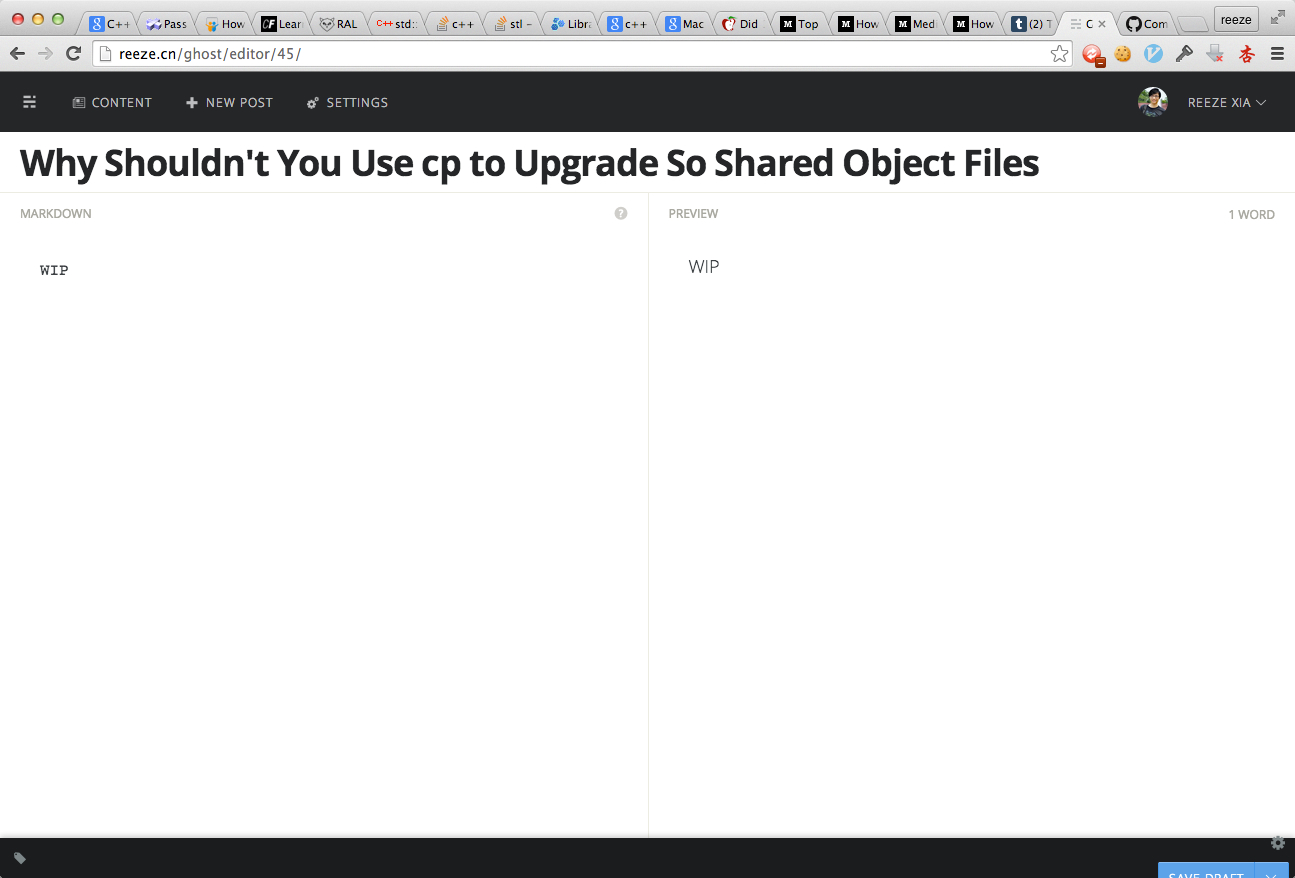 C++ Pass How CF Lear RAL C++ std:: c++ stl – Libra c++ Mac Did M Top M How M Med M How t (2) T C Com reeze
reeze.cn/ghost/editor/45/
CONTENT NEW POST SETTINGS REEZE XIA
Why Shouldn't You Use cp to Upgrade So Shared Object Files
MARKDOWN ? PREVIEW 1 WORD
WIP WIP
SAVE DRAFT